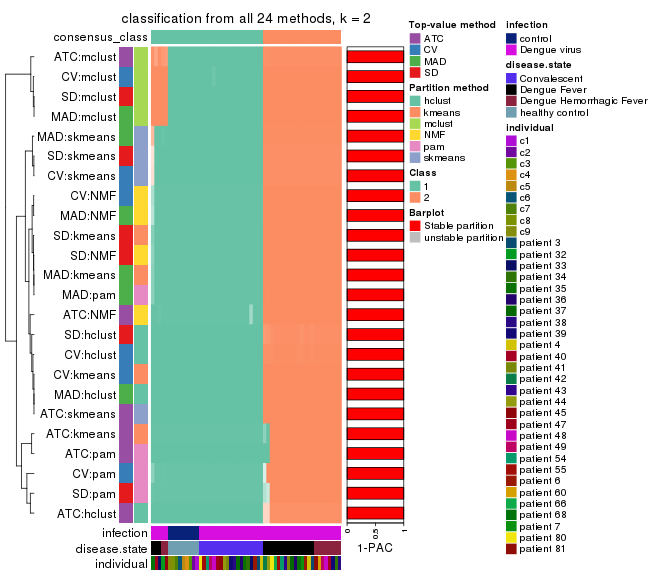 classification from all 24 methods, k = 2
consensus_class
ATC:mclust
CV:mclust
SD:mclust
MAD:mclust
MAD:skmeans
SD:skmeans
CV:skmeans
CV:NMF
MAD:NMF
SD:kmeans
SD:NMF
MAD:kmeans
MAD:pam
ATC:NMF
SD:hclust
CV:hclust
CV:kmeans
MAD:hclust
ATC:skmeans
ATC:kmeans
ATC:pam
CV:pam
SD:pam
ATC:hclust
infection
disease.state
individual
0
0.5
1
1-PAC
Top-value method
ATC
CV
MAD
SD
Partition method
hclust
kmeans
mclust
NMF
pam
skmeans
Class
1
2
Barplot
Stable partition
unstable partition
infection
control
Dengue virus
disease.state
Convalescent
Dengue Fever
Dengue Hemorrhagic Fever
healthy control
individual
c1
c2
c3
c4
c5
c6
c7
c8
c9
patient 3
patient 32
patient 33
patient 34
patient 35
patient 36
patient 37
patient 38
patient 39
patient 4
patient 40
patient 41
patient 42
patient 43
patient 44
patient 45
patient 47
patient 48
patient 49
patient 54
patient 55
patient 6
patient 60
patient 66
patient 68
patient 7
patient 80
patient 81